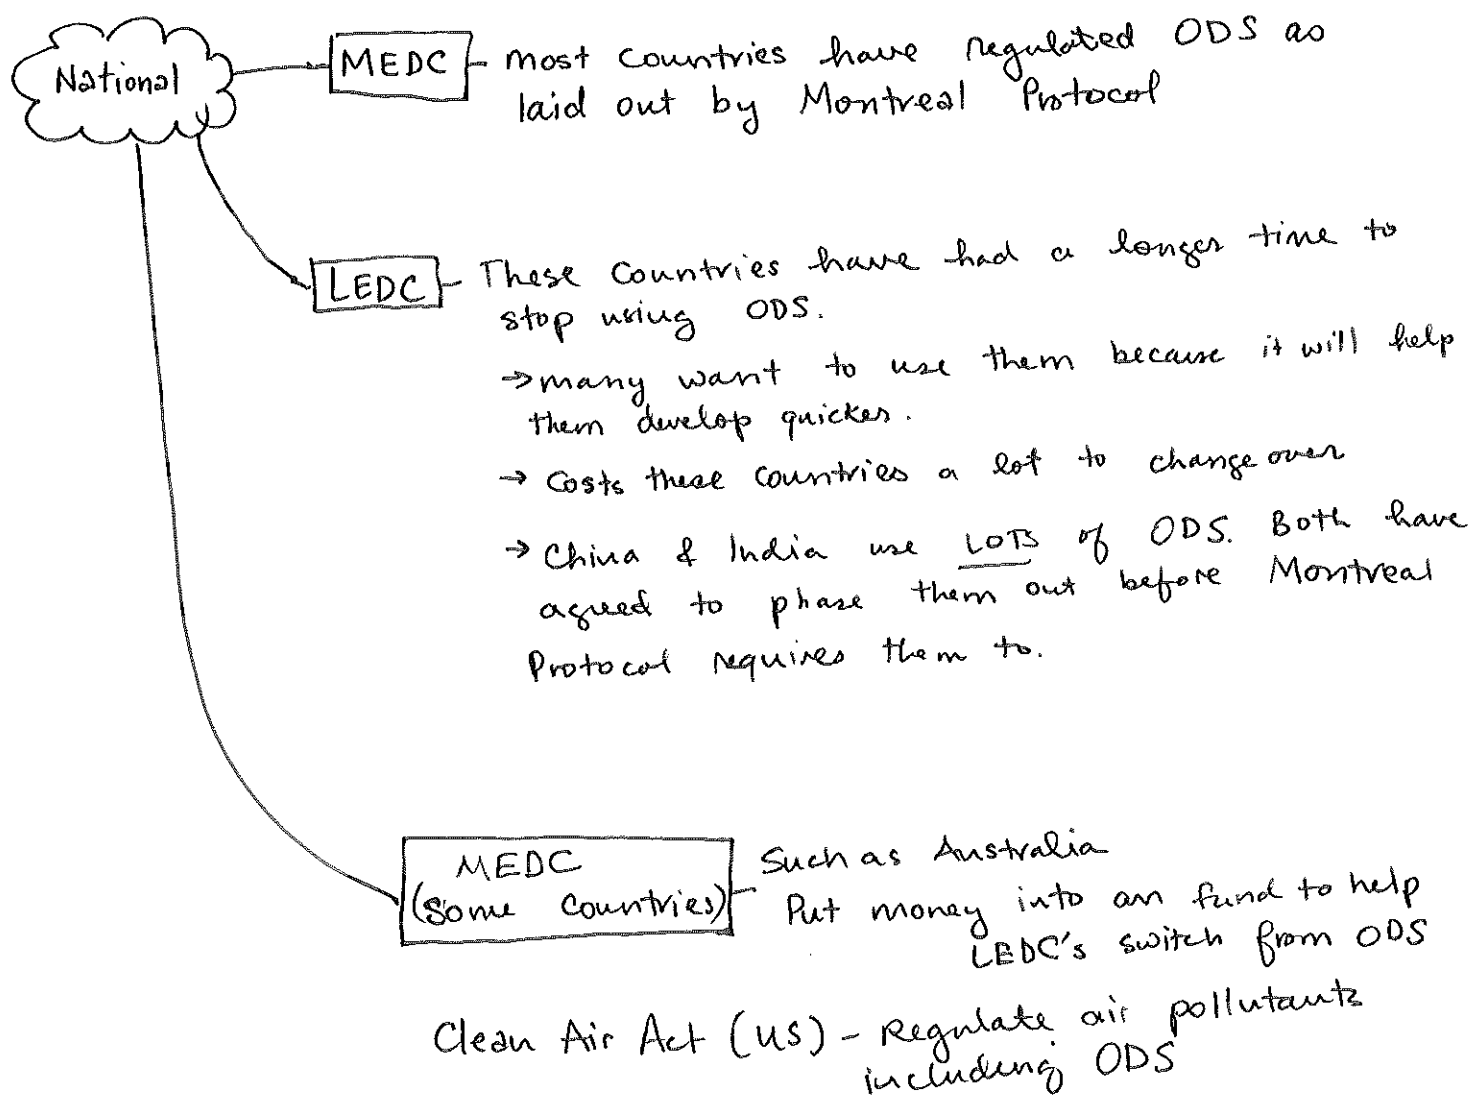 National
MEDC - most countries have regulated ODS as
laid out by Montreal Protocol
LEDC - These countries have had a longer time to
stop using ODS.
→ many want to use them because it will help
them develop quicker.
→ Costs these countries a lot to change over
→ China & India use LOTS of ODS. Both have
agreed to phase them out before Montreal
Protocol requires them to.
MEDC
(some countries) - Such as Australia
Put money into an fund to help
LEDC's switch from ODS
Clean Air Act (US) - Regulate air pollutants
including ODS